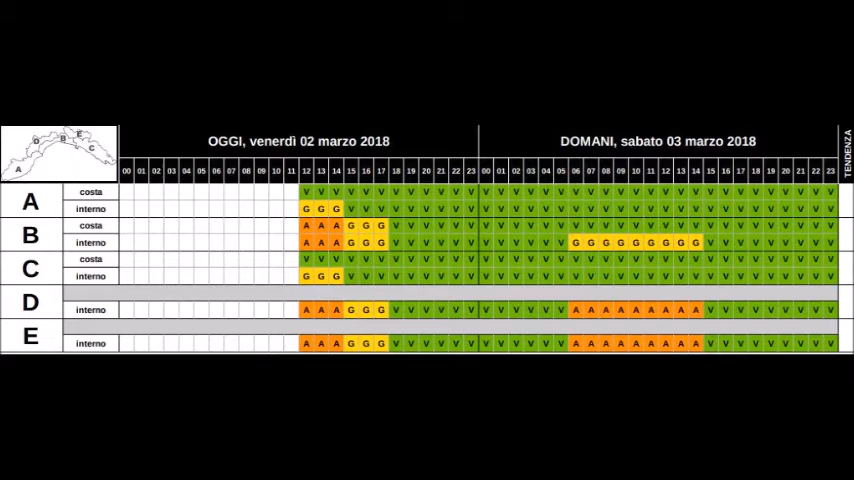 A D B E C
OGGI, venerdì 02 marzo 2018 DOMANI, sabato 03 marzo 2018 TENDENZA
00 01 02 03 04 05 06 07 08 09 10 11 12 13 14 15 16 17 18 19 20 21 22 23 00 01 02 03 04 05 06 07 08 09 10 11 12 13 14 15 16 17 18 19 20 21 22 23
A costa V V V V V V V V V V V V V V V V V V V V V V V V V V V V V V V V V V V V
interno G G G V V V V V V V V V V V V V V V V V V V V V V V V V V V V V V V V V
B costa A A A G G G V V V V V V V V V V V V V V V V V V V V V V V V V V V V V V
interno A A A G G G V V V V V V V V V V V V G G G G G G G G G V V V V V V V V V
C costa V V V V V V V V V V V V V V V V V V V V V V V V V V V V V V V V V V V V
interno G G G V V V V V V V V V V V V V V V V V V V V V V V V V V V V V V V V V
D interno A A A G G G V V V V V V V V V V V V A A A A A A A A A V V V V V V V V V
E interno A A A G G G V V V V V V V V V V V V A A A A A A A A A V V V V V V V V V